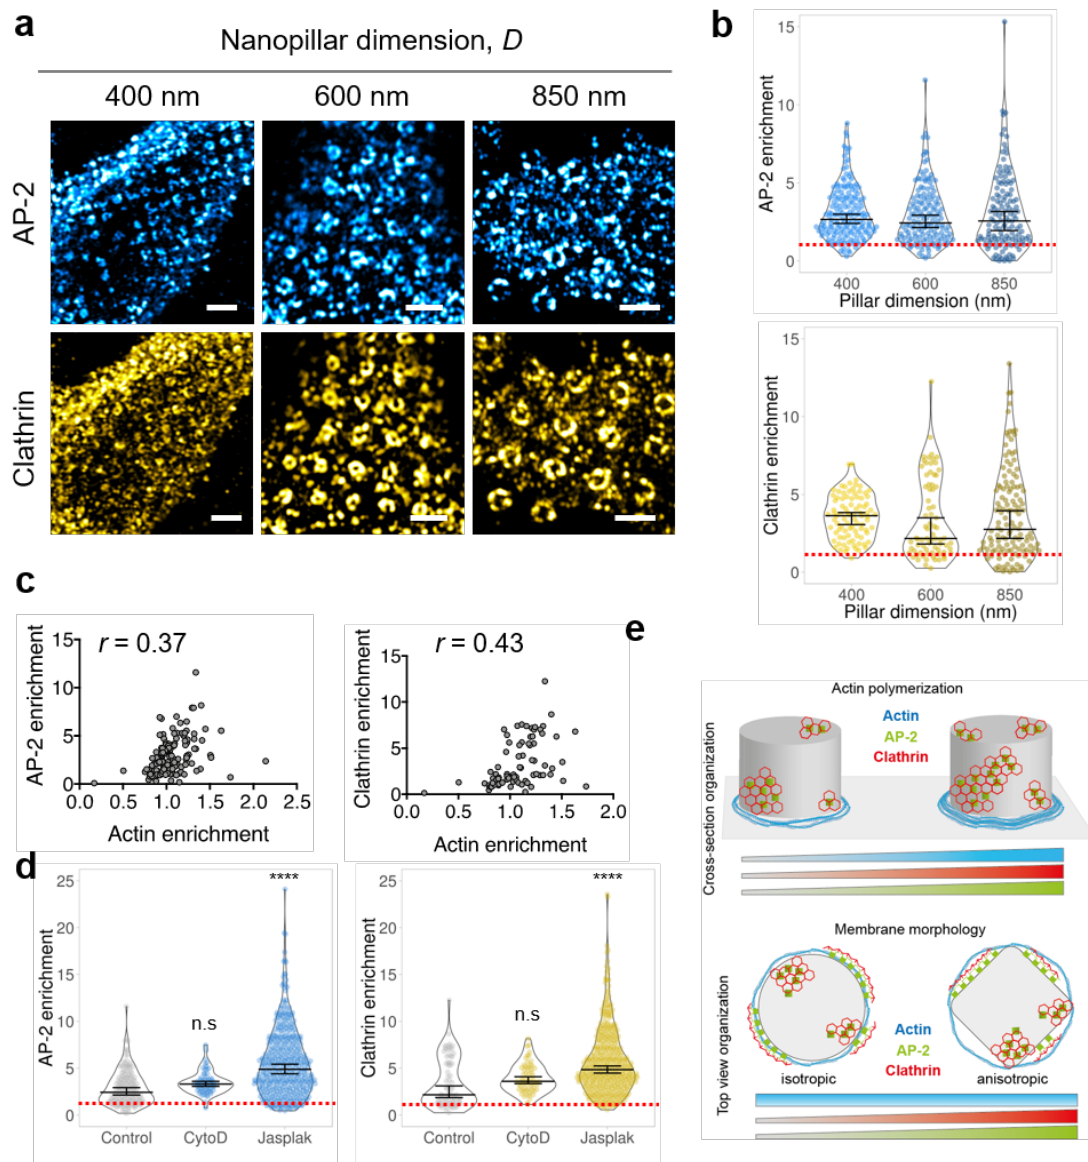 a
Nanopillar dimension, D
400 nm
600 nm
850 nm
AP-2
Clathrin
b
AP-2 enrichment
15
10
5
0
400
600
850
Pillar dimension (nm)
Clathrin enrichment
15
10
5
0
400
600
850
Pillar dimension (nm)
c
r = 0.37
AP-2 enrichment
15
10
5
0
0
0.5
1.0
1.5
2.0
2.5
Actin enrichment
r = 0.43
Clathrin enrichment
15
10
5
0
0.0
0.5
1.0
1.5
2.0
Actin enrichment
d
AP-2 enrichment
25
20
15
10
5
0
n.s
****
Control
CytoD
Jasplak
Clathrin enrichment
25
20
15
10
5
0
n.s
****
Control
CytoD
Jasplak
e
Actin polymerization
Cross-section organization
Actin
AP-2
Clathrin
Membrane morphology
Top view organization
Actin
AP-2
Clathrin
isotropic
anisotropic